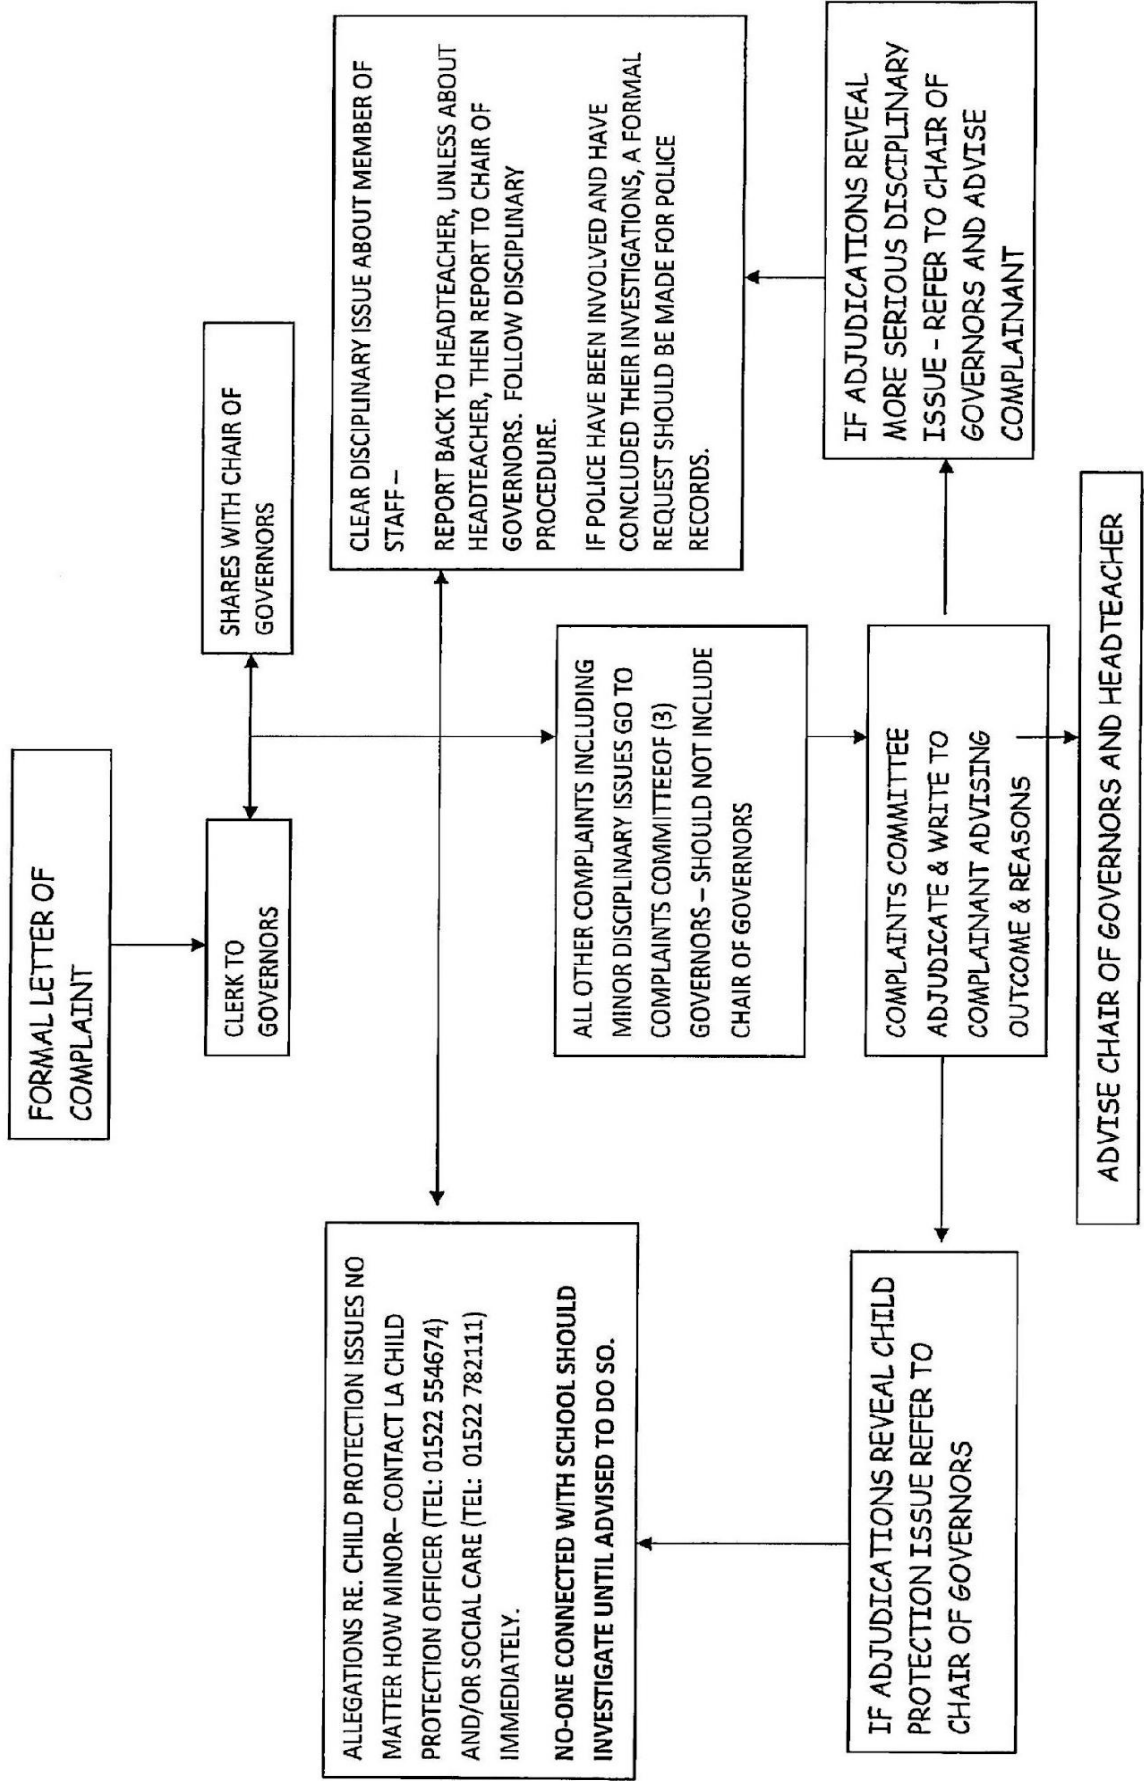 FORMAL LETTER OF
COMPLAINT
CLERK TO
GOVERNORS
SHARES WITH CHAIR OF
GOVERNORS
ALLEGATIONS RE. CHILD PROTECTION ISSUES NO
MATTER HOW MINOR– CONTACT LA CHILD
PROTECTION OFFICER (TEL: 01522 554674)
AND/OR SOCIAL CARE (TEL: 01522 782111)
IMMEDIATELY.
NO-ONE CONNECTED WITH SCHOOL SHOULD
INVESTIGATE UNTIL ADVISED TO DO SO.
CLEAR DISCIPLINARY ISSUE ABOUT MEMBER OF
STAFF –
REPORT BACK TO HEADTEACHER, UNLESS ABOUT
HEADTEACHER, THEN REPORT TO CHAIR OF
GOVERNORS. FOLLOW DISCIPLINARY
PROCEDURE.
IF POLICE HAVE BEEN INVOLVED AND HAVE
CONCLUDED THEIR INVESTIGATIONS, A FORMAL
REQUEST SHOULD BE MADE FOR POLICE
RECORDS.
ALL OTHER COMPLAINTS INCLUDING
MINOR DISCIPLINARY ISSUES GO TO
COMPLAINTS COMMITTEEOF (3)
GOVERNORS – SHOULD NOT INCLUDE
CHAIR OF GOVERNORS
IF ADJUDICATIONS REVEAL CHILD
PROTECTION ISSUE REFER TO
CHAIR OF GOVERNORS
COMPLAINTS COMMITTEE
ADJUDICATE & WRITE TO
COMPLAINANT ADVISING
OUTCOME & REASONS
IF ADJUDICATIONS REVEAL
MORE SERIOUS DISCIPLINARY
ISSUE - REFER TO CHAIR OF
GOVERNORS AND ADVISE
COMPLAINANT
ADVISE CHAIR OF GOVERNORS AND HEADTEACHER